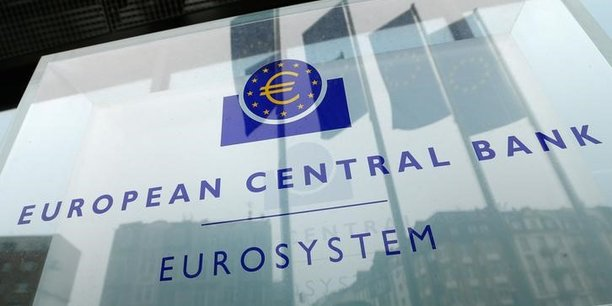 €
EUROPEAN CENTRAL BANK
EUROSYSTEM